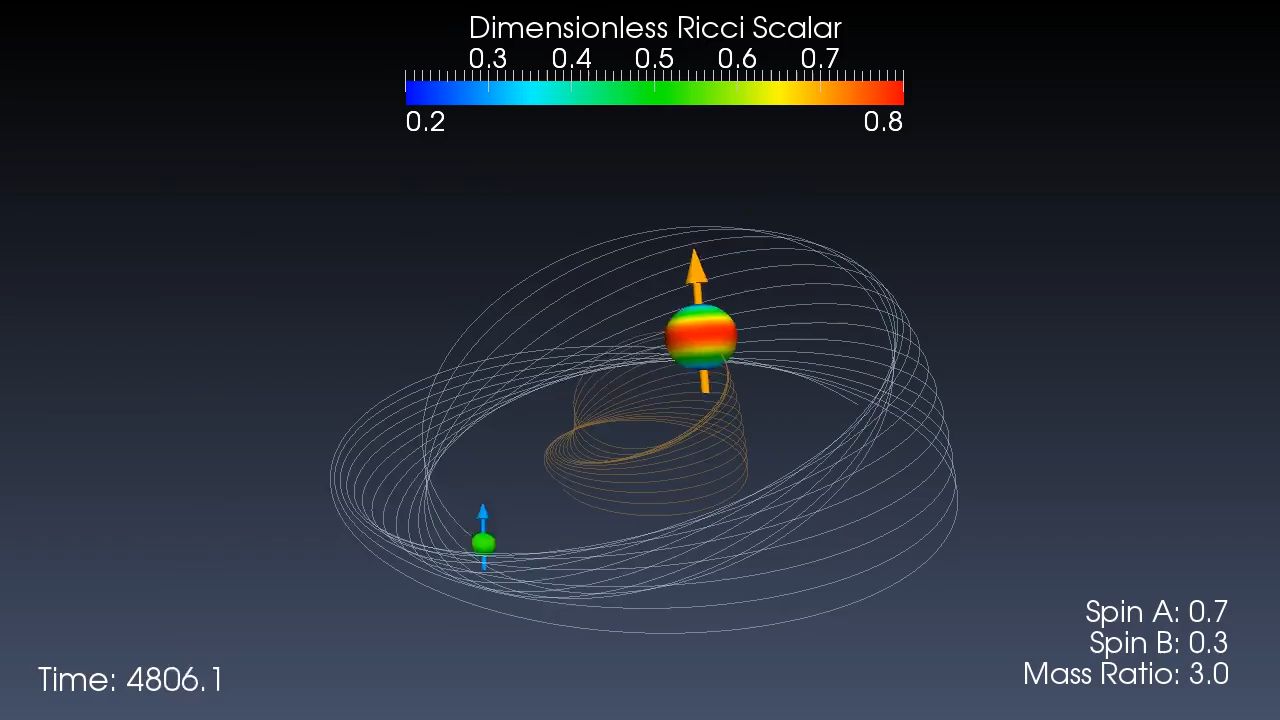 Dimensionless Ricci Scalar
0.3 0.4 0.5 0.6 0.7
0.2 0.8
Spin A: 0.7
Spin B: 0.3
Mass Ratio: 3.0
Time: 4806.1